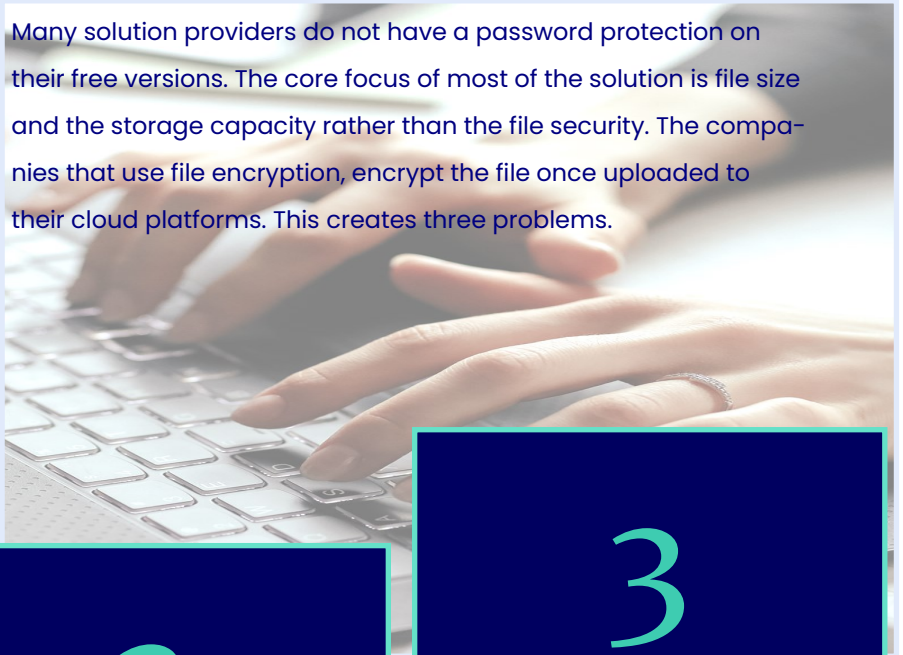 Many solution providers do not have a password protection on
their free versions. The core focus of most of the solution is file size
and the storage capacity rather than the file security. The compa-
nies that use file encryption, encrypt the file once uploaded to
their cloud platforms. This creates three problems.
3